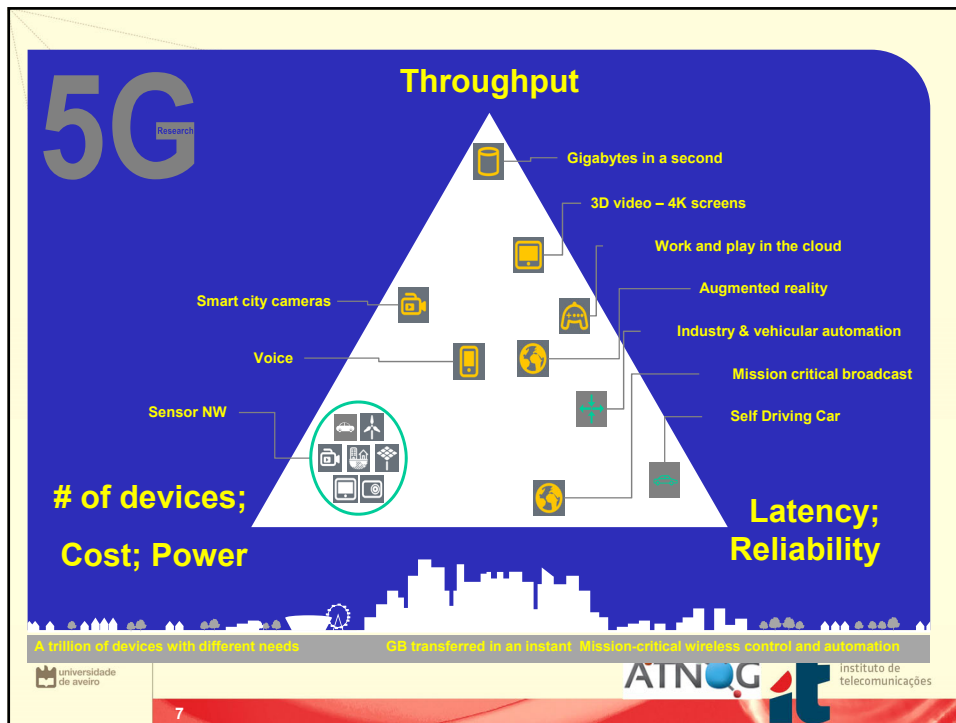 5G
Research
Throughput
Gigabytes in a second
3D video – 4K screens
Work and play in the cloud
Augmented reality
Smart city cameras
Industry & vehicular automation
Voice
Mission critical broadcast
Sensor NW
Self Driving Car
# of devices;
Cost; Power
Latency;
Reliability
A trillion of devices with different needs
GB transferred in an instant
Mission-critical wireless control and automation
universidade
de aveiro
ATNOG
it
instituto de
telecomunicações
7